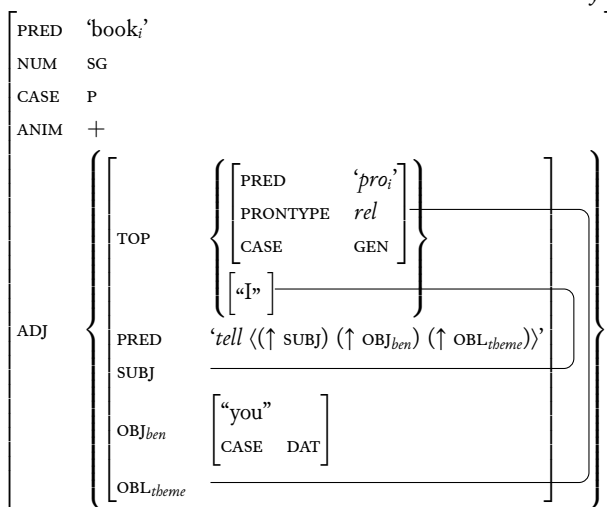 PRED ‘book𝑖’
NUM SG
CASE P
ANIM +
PRED ‘pro𝑖’
PRONTYPE rel
TOP
CASE GEN
“I”
ADJ
PRED ‘tell ⟨(↑ SUBJ) (↑ OBJben) (↑ OBLtheme)⟩’
SUBJ
“you”
OBJben
CASE DAT
OBLtheme